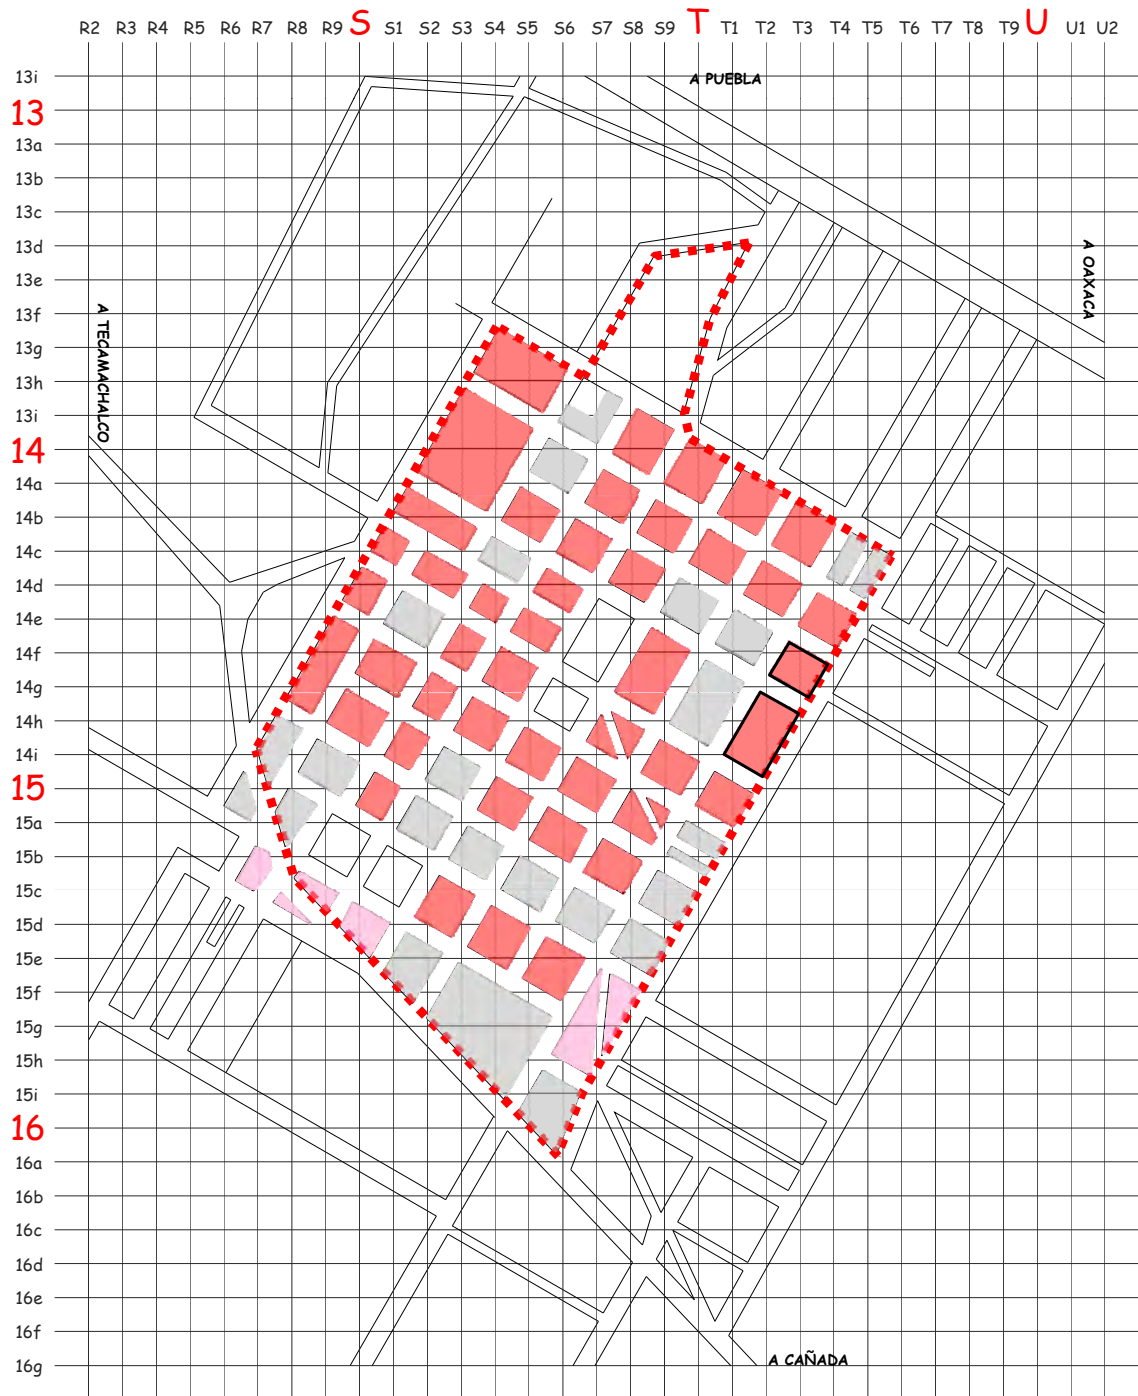 R2 R3 R4 R5 R6 R7 R8 R9 S S1 S2 S3 S4 S5 S6 S7 S8 S9 T T1 T2 T3 T4 T5 T6 T7 T8 T9 U U1 U2
13i
A PUEBLA
13
13a
13b
13c
13d
A OAXACA
13e
13f
A TECAMACHALCO
13g
13h
13i
14
14a
14b
14c
14d
14e
14f
14g
14h
14i
15
15a
15b
15c
15d
15e
15f
15g
15h
15i
16
16a
16b
16c
16d
16e
16f
16g
A CAÑADA